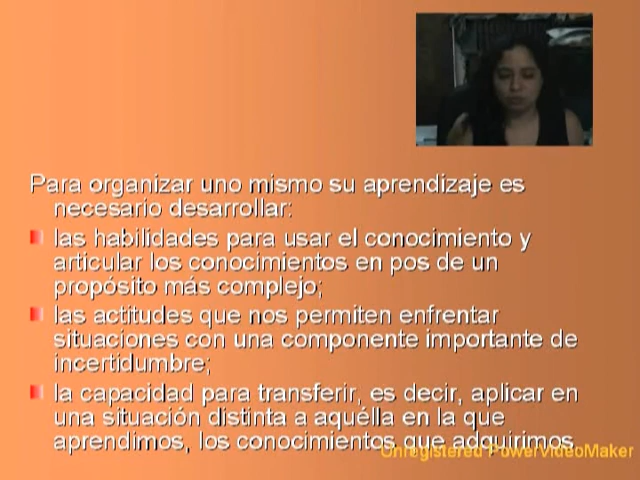 Para organizar uno mismo su aprendizaje es
necesario desarrollar:
las habilidades para usar el conocimiento y
articular los conocimientos en pos de un
propósito más complejo;
las actitudes que nos permiten enfrentar
situaciones con una componente importante de
incertidumbre;
la capacidad para transferir, es decir, aplicar en
una situación distinta a aquélla en la que
aprendimos, los conocimientos que adquirimos.
Unregistered PowerVideoMaker